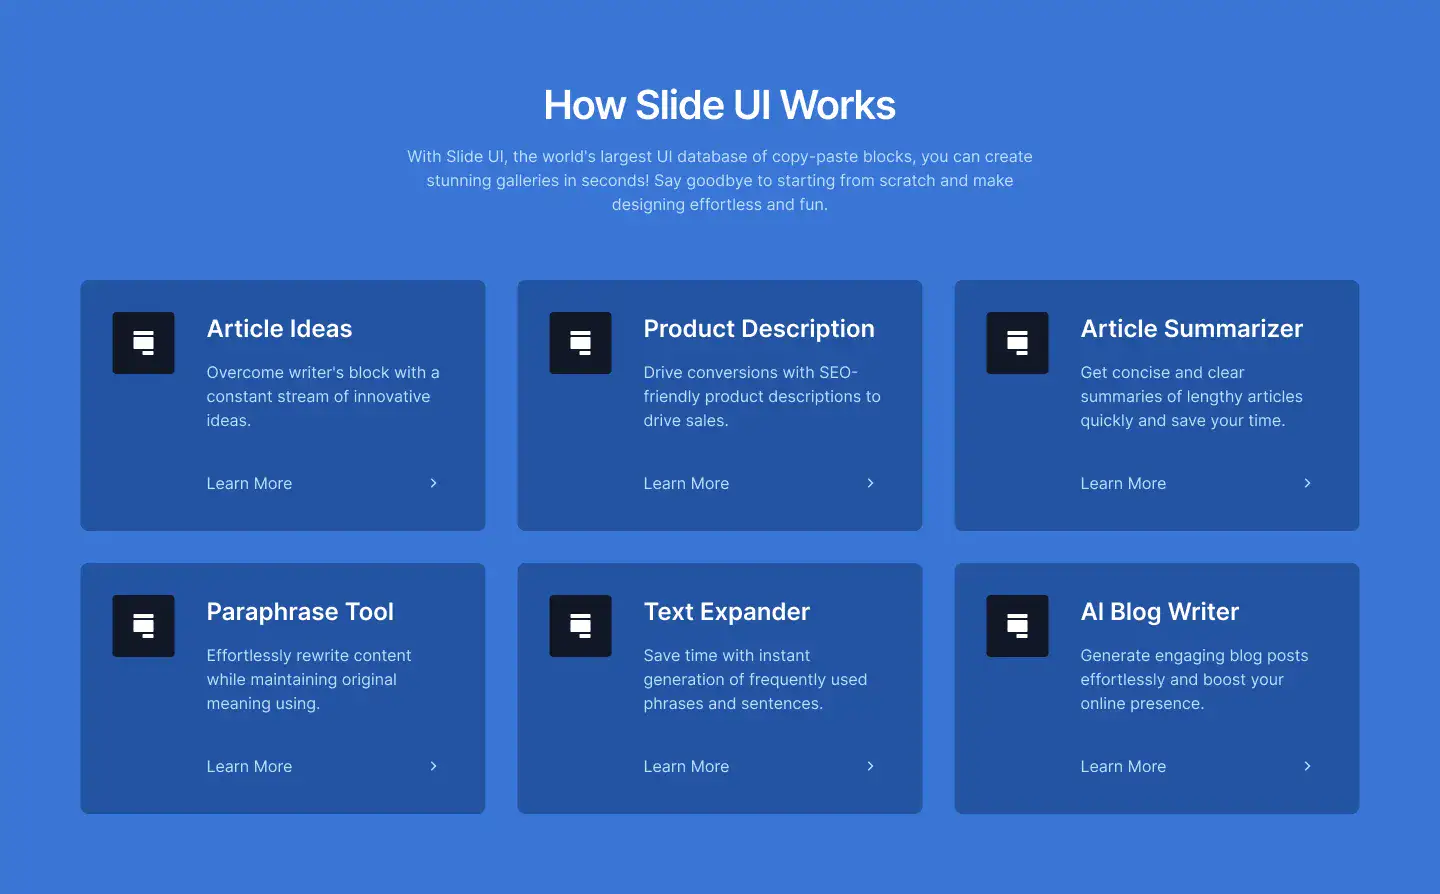 How Slide UI Works
With Slide UI, the world's largest UI database of copy-paste blocks, you can create
stunning galleries in seconds! Say goodbye to starting from scratch and make
designing effortless and fun.
Article Ideas
Overcome writer's block with a
constant stream of innovative
ideas.
Learn More
Product Description
Drive conversions with SEO-
friendly product descriptions to
drive sales.
Learn More
Article Summarizer
Get concise and clear
summaries of lengthy articles
quickly and save your time.
Learn More
Paraphrase Tool
Effortlessly rewrite content
while maintaining original
meaning using.
Learn More
Text Expander
Save time with instant
generation of frequently used
phrases and sentences.
Learn More
AI Blog Writer
Generate engaging blog posts
effortlessly and boost your
online presence.
Learn More